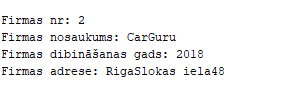 Firmas nr: 2
Firmas nosaukums: CarGuru
Firmas dibināšanas gads: 2018
Firmas adrese: RigaSlokas iela48